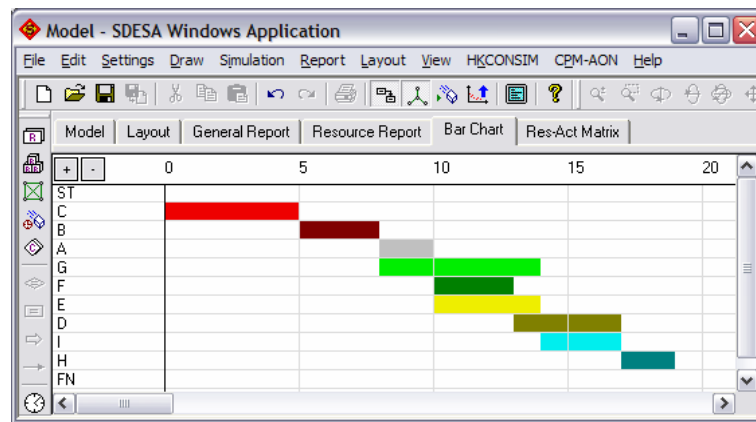 Model - SDESA Windows Application
File Edit Settings Draw Simulation Report Layout View HKCONSIM CPM-AON Help
Model Layout General Report Resource Report Bar Chart Res-Act Matrix
+ - 0 5 10 15 20
ST
C
B
A
G
F
E
D
I
H
FN